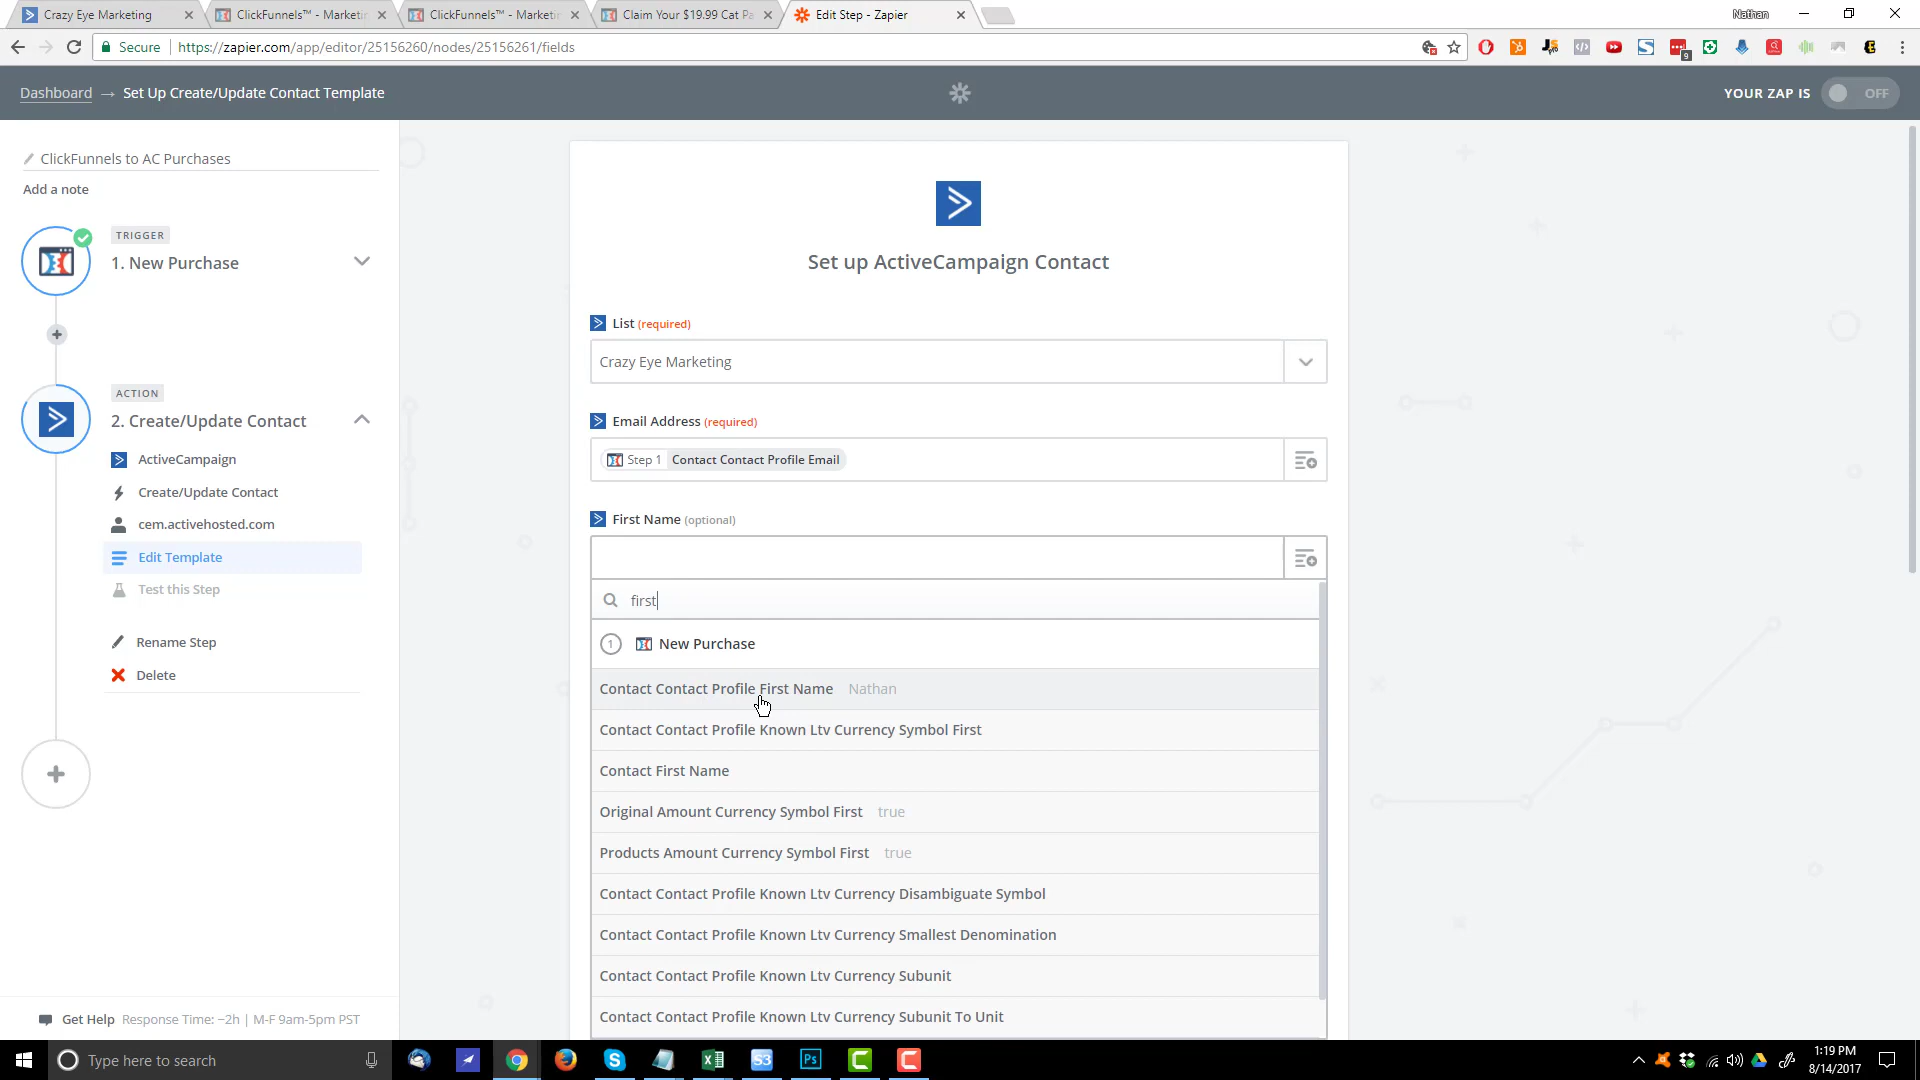 Crazy Eye Marketing
ClickFunnels™ - Marketin
ClickFunnels™ - Marketin
Claim Your $19.99 Cat Pa
Edit Step - Zapier
Nathan
Secure
https://zapier.com/app/editor/25156260/nodes/25156261/fields
Dashboard → Set Up Create/Update Contact Template
YOUR ZAP IS OFF
ClickFunnels to AC Purchases
Add a note
TRIGGER
1. New Purchase
ACTION
2. Create/Update Contact
ActiveCampaign
Create/Update Contact
cem.activehosted.com
Edit Template
Test this Step
Rename Step
Delete
Get Help Response Time: ~2h | M-F 9am-5pm PST
Set up ActiveCampaign Contact
List (required)
Crazy Eye Marketing
Email Address (required)
Step 1 Contact Contact Profile Email
First Name (optional)
first
1 New Purchase
Contact Contact Profile First Name Nathan
Contact Contact Profile Known Ltv Currency Symbol First
Contact First Name
Original Amount Currency Symbol First true
Products Amount Currency Symbol First true
Contact Contact Profile Known Ltv Currency Disambiguate Symbol
Contact Contact Profile Known Ltv Currency Smallest Denomination
Contact Contact Profile Known Ltv Currency Subunit
Contact Contact Profile Known Ltv Currency Subunit To Unit
Type here to search
S3
Ps
1:19 PM
8/14/2017